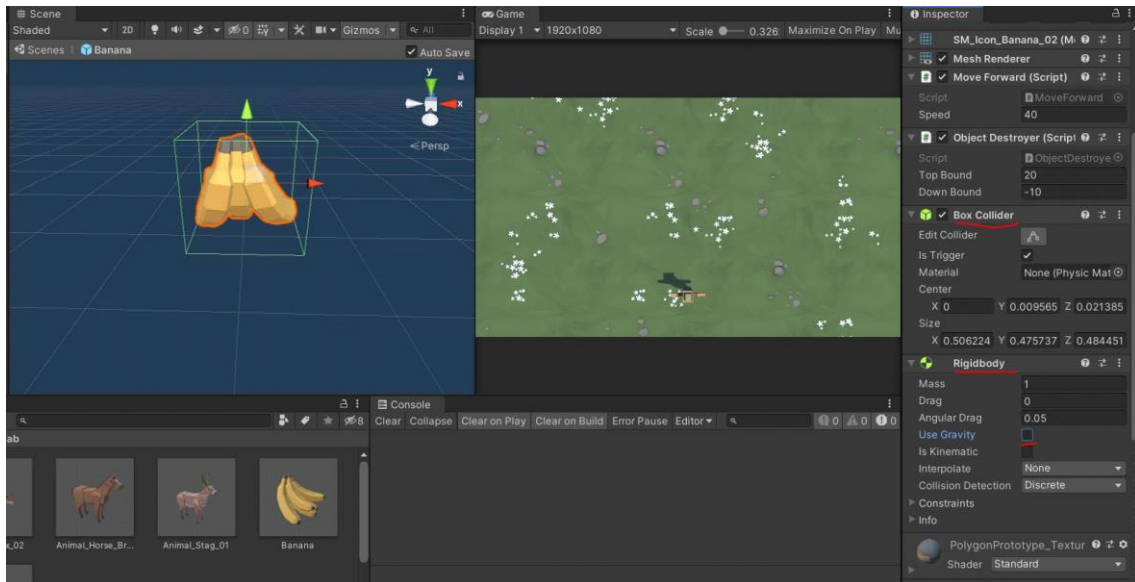 Scene
Shaded 2D 0 Gizmos All
Scenes Banana Auto Save
y
x
Persp
Game
Display 1 1920x1080 Scale 0.326 Maximize On Play Mu
Inspector
SM_Icon_Banana_02 (M
Mesh Renderer
Move Forward (Script)
Script MoveForward
Speed 40
Object Destroyer (Script
Script ObjectDestroye
Top Bound 20
Down Bound -10
Box Collider
Edit Collider
Is Trigger
Material None (Physic Mat
Center
X 0 Y 0.009565 Z 0.021385
Size
X 0.506224 Y 0.475737 Z 0.484451
Rigidbody
Mass 1
Drag 0
Angular Drag 0.05
Use Gravity
Is Kinematic
Interpolate None
Collision Detection Discrete
Constraints
Info
PolygonPrototype_Textur
Shader Standard
8
ab
x_02 Animal_Horse_Br... Animal_Stag_01 Banana
Console
Clear Collapse Clear on Play Clear on Build Error Pause Editor 0 0 0